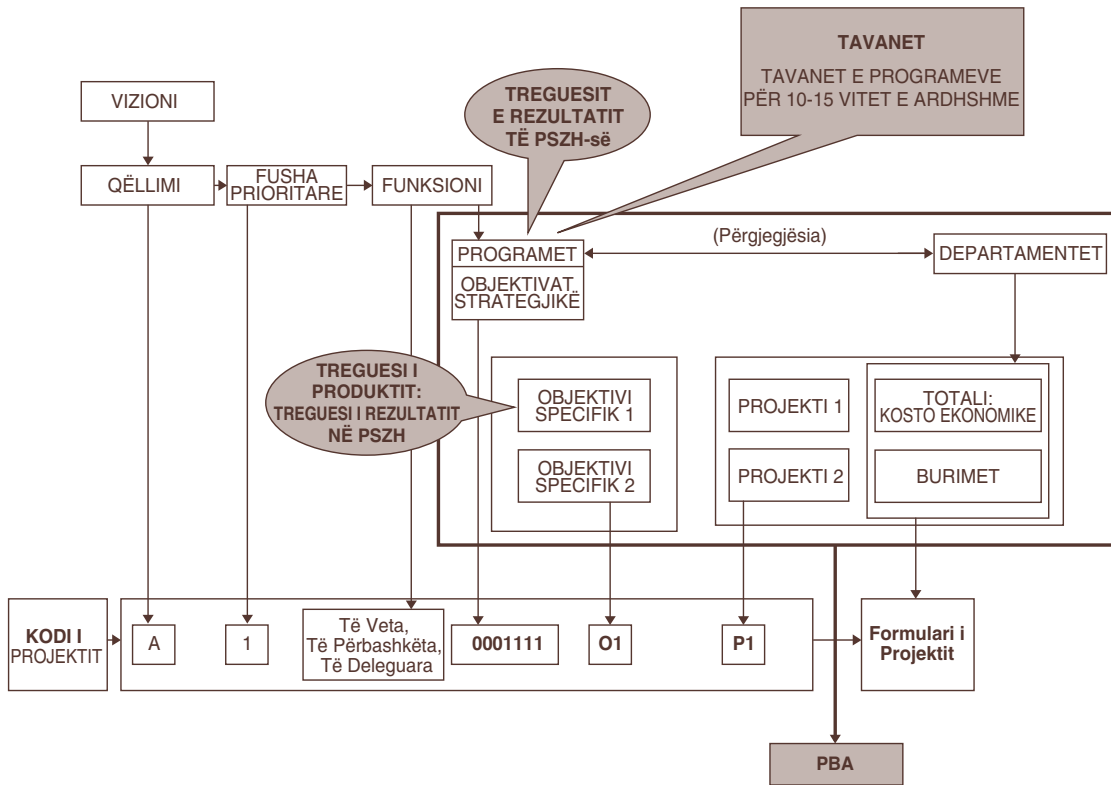 TAVANET
TAVANET E PROGRAMEVE
PËR 10-15 VITET E ARDHSHME
TREGUESIT
E REZULTATIT
TË PSZH-së
VIZIONI
QËLLIMI
FUSHA
PRIORITARE
FUNKSIONI
PROGRAMET
OBJEKTIVAT
STRATEGJIKË
(Përgjegjësia)
DEPARTAMENTET
TREGUESI I
PRODUKTIT:
TREGUESI I REZULTATIT
NË PSZH
OBJEKTIVI
SPECIFIK 1
OBJEKTIVI
SPECIFIK 2
PROJEKTI 1
PROJEKTI 2
TOTALI:
KOSTO EKONOMIKE
BURIMET
KODI I
PROJEKTIT
A
1
Të Veta,
Të Përbashkëta,
Të Deleguara
0001111
O1
P1
Formulari i
Projektit
PBA